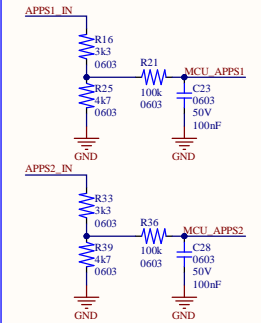 APPS1_IN
R16
3k3
0603
R21
100k
0603
MCU_APPS1
R25
4k7
0603
C23
0603
50V
100nF
GND
GND
APPS2_IN
R33
3k3
0603
R36
100k
0603
MCU_APPS2
R39
4k7
0603
C28
0603
50V
100nF
GND
GND